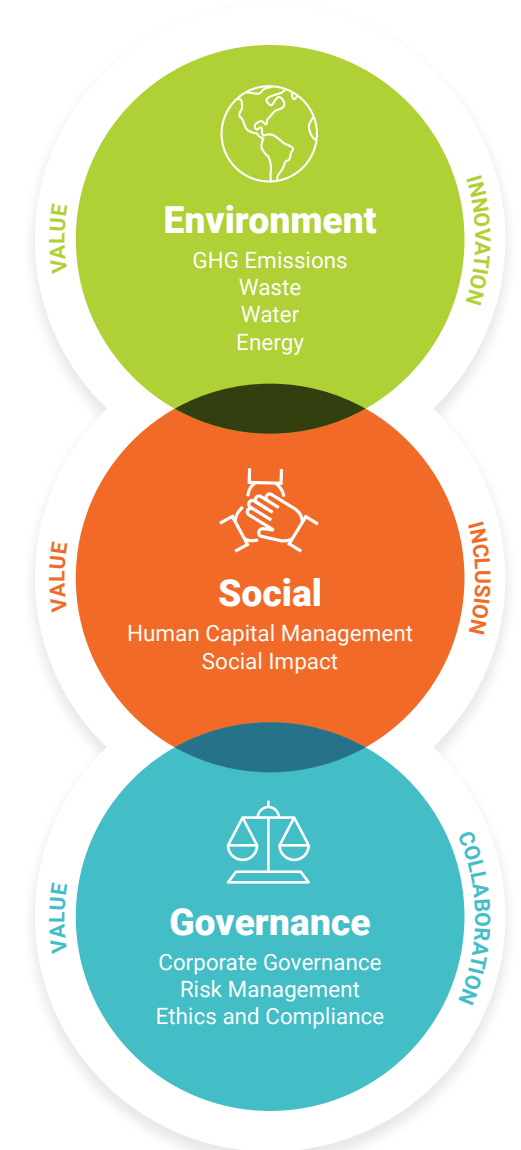 VALUE
INNOVATION
Environment
GHG Emissions
Waste
Water
Energy
VALUE
INCLUSION
Social
Human Capital Management
Social Impact
VALUE
COLLABORATION
Governance
Corporate Governance
Risk Management
Ethics and Compliance